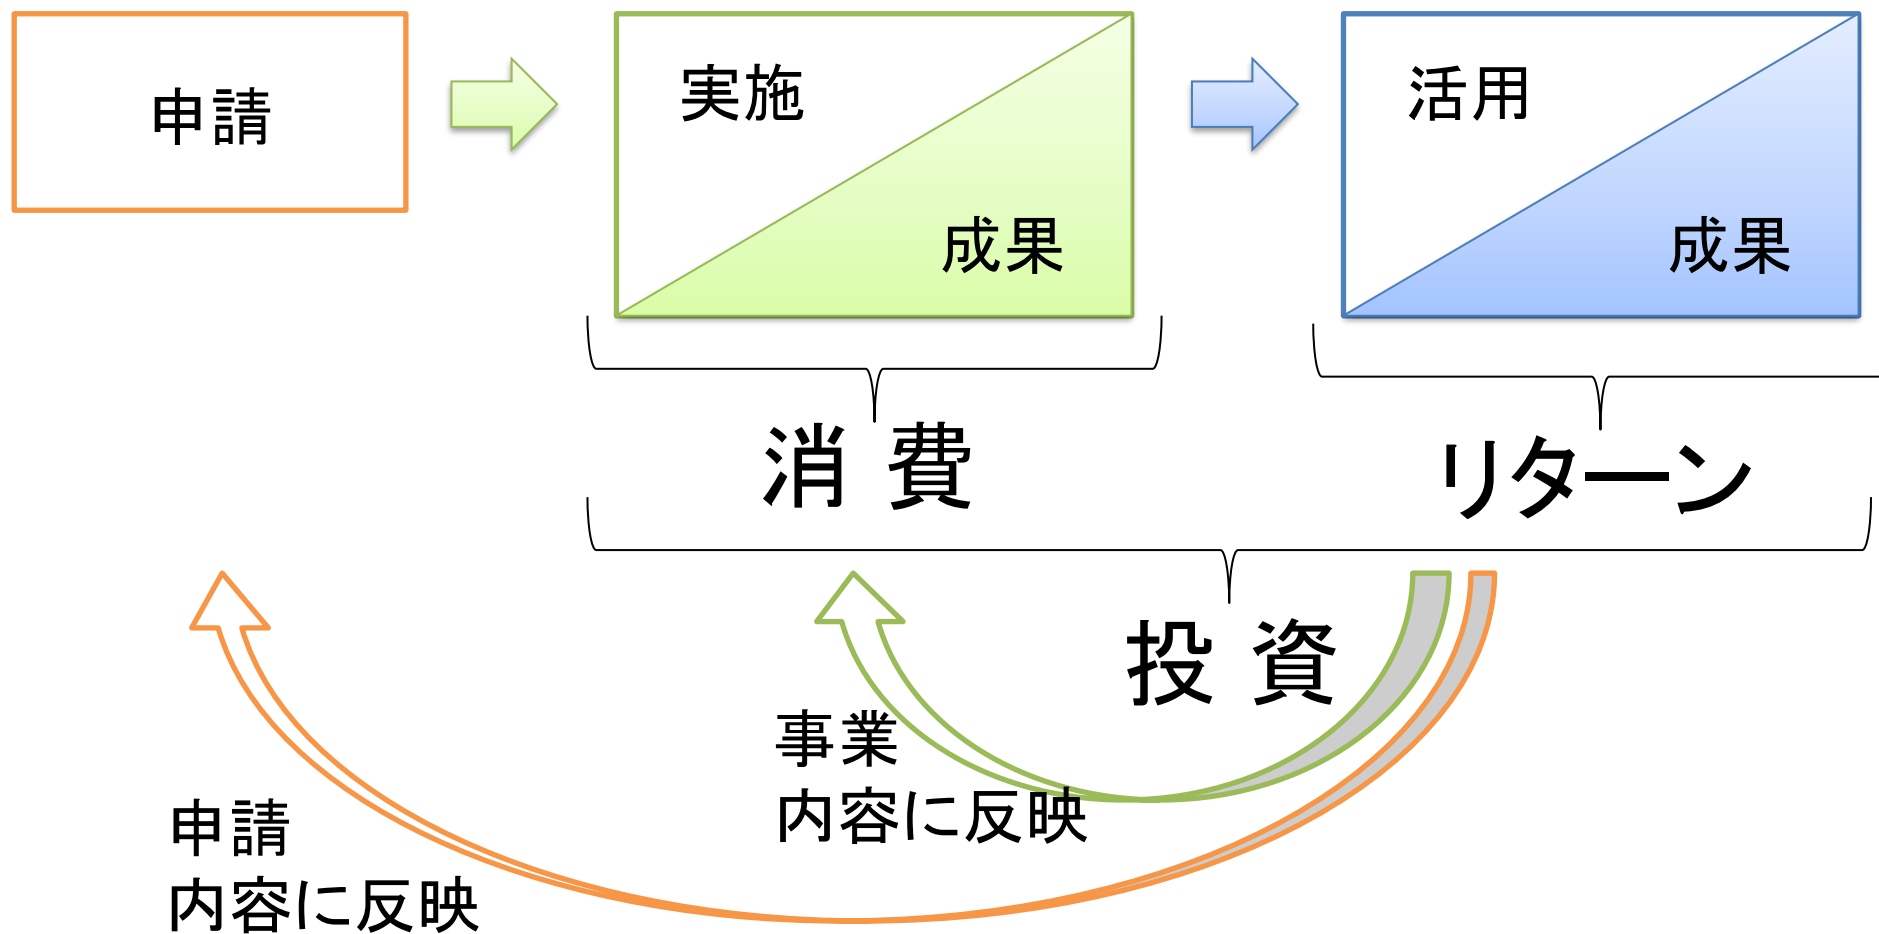 申請
実施
成果
活用
成果
消 費
リターン
投 資
事業
内容に反映
申請
内容に反映